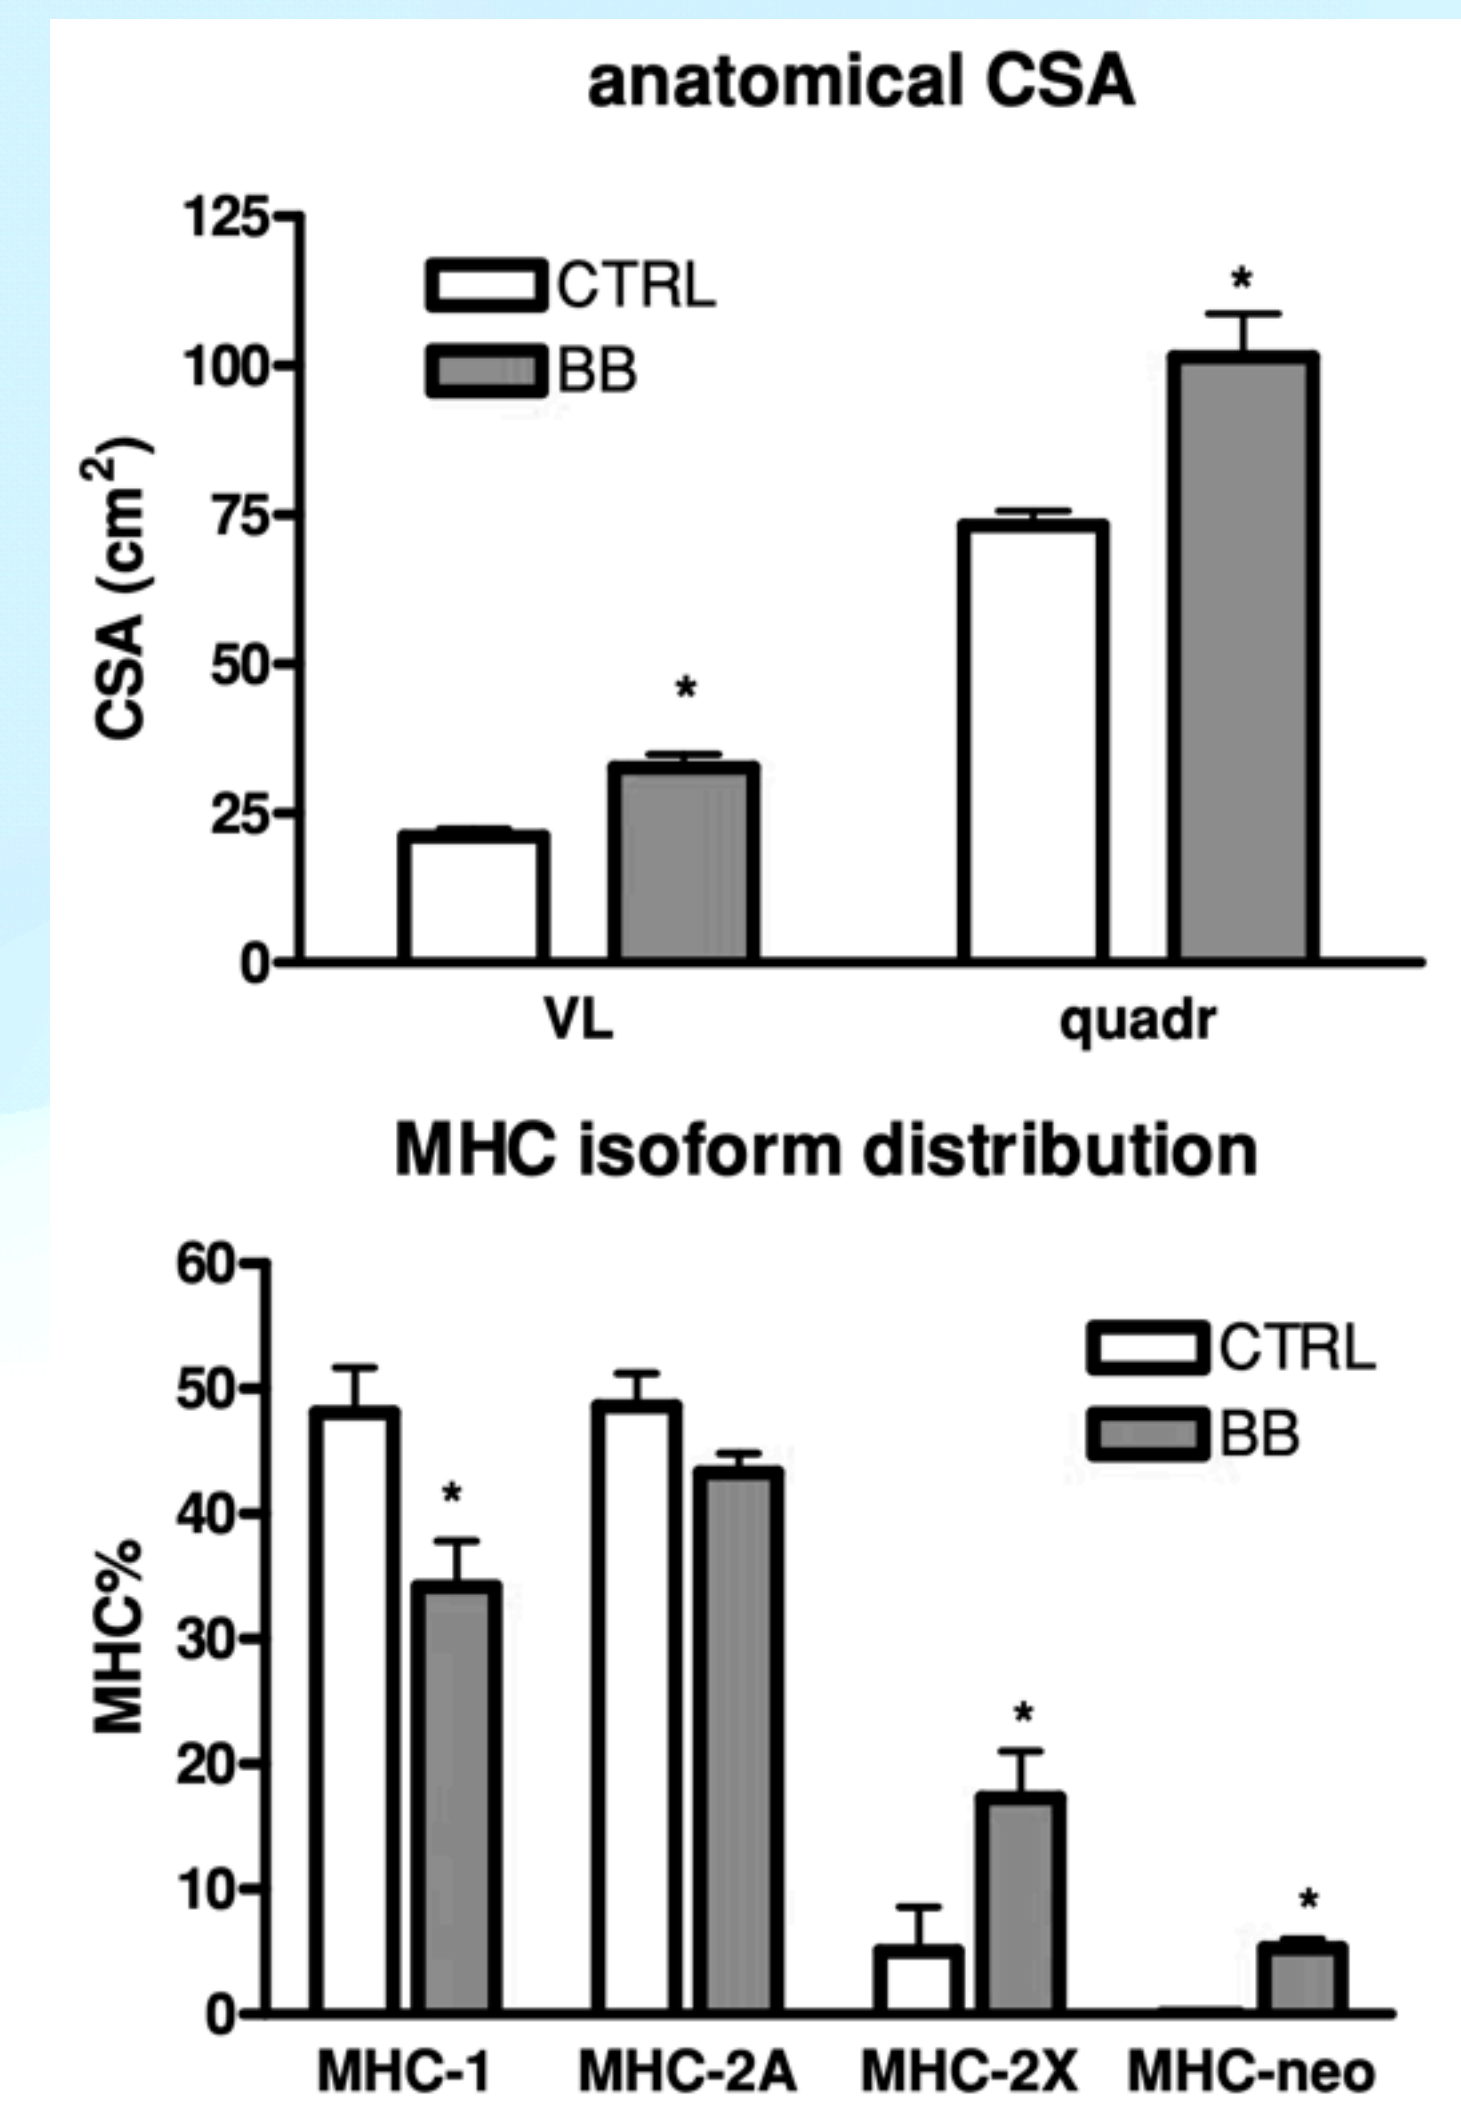 anatomical CSA
125
CTRL
*
100
BB
CSA (cm²)
75
50
*
25
0
VL quadr
MHC isoform distribution
60
CTRL
50
BB
*
40
MHC%
30
*
20
10
*
0
MHC-1 MHC-2A MHC-2X MHC-neo